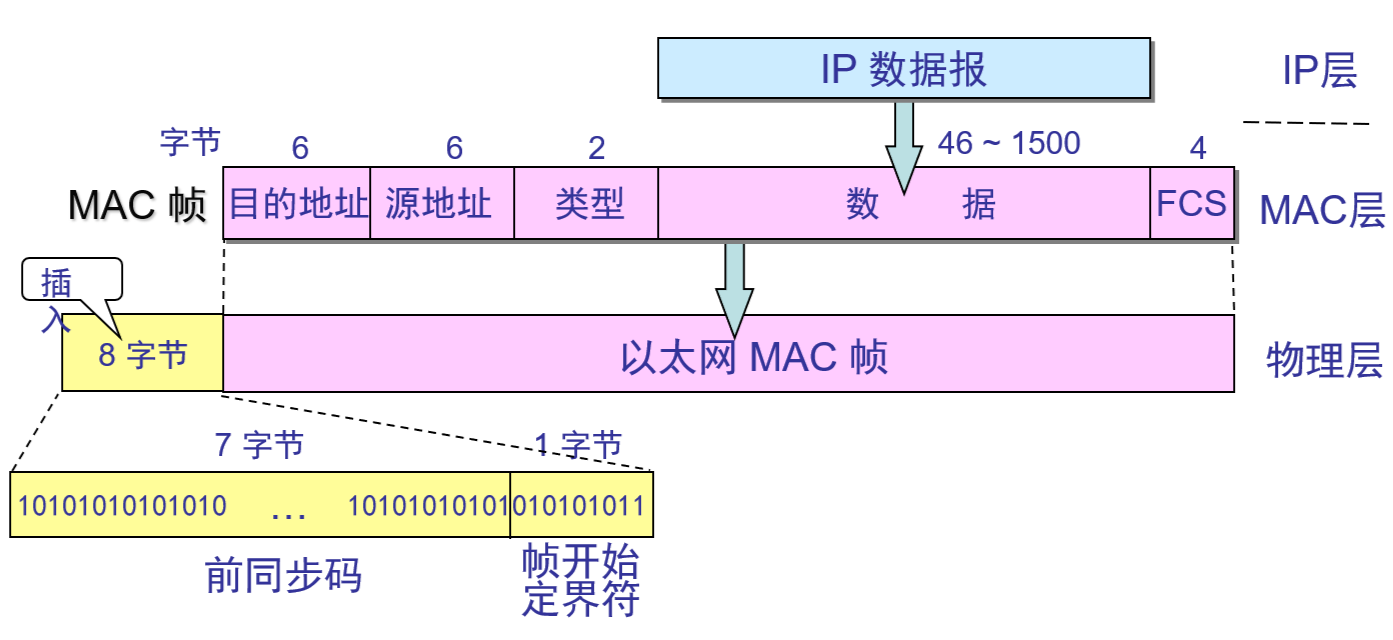 IP 数据报
IP层
字节 6 6 2 46 ~ 1500 4
MAC 帧 目的地址 源地址 类型 数 据 FCS MAC层
插
入
8 字节 以太网 MAC 帧 物理层
7 字节 1 字节
10101010101010 … 10101010101 010101011
前同步码
帧开始
定界符